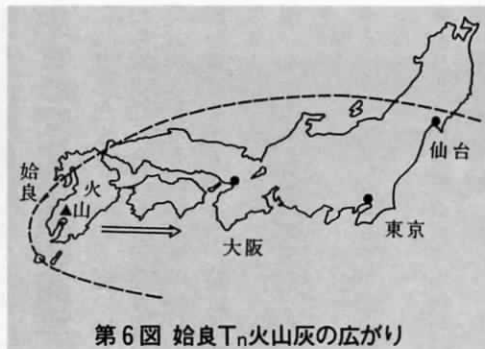 仙台
姶良
火山
東京
大阪
第6図 姶良Tn火山灰の広がり